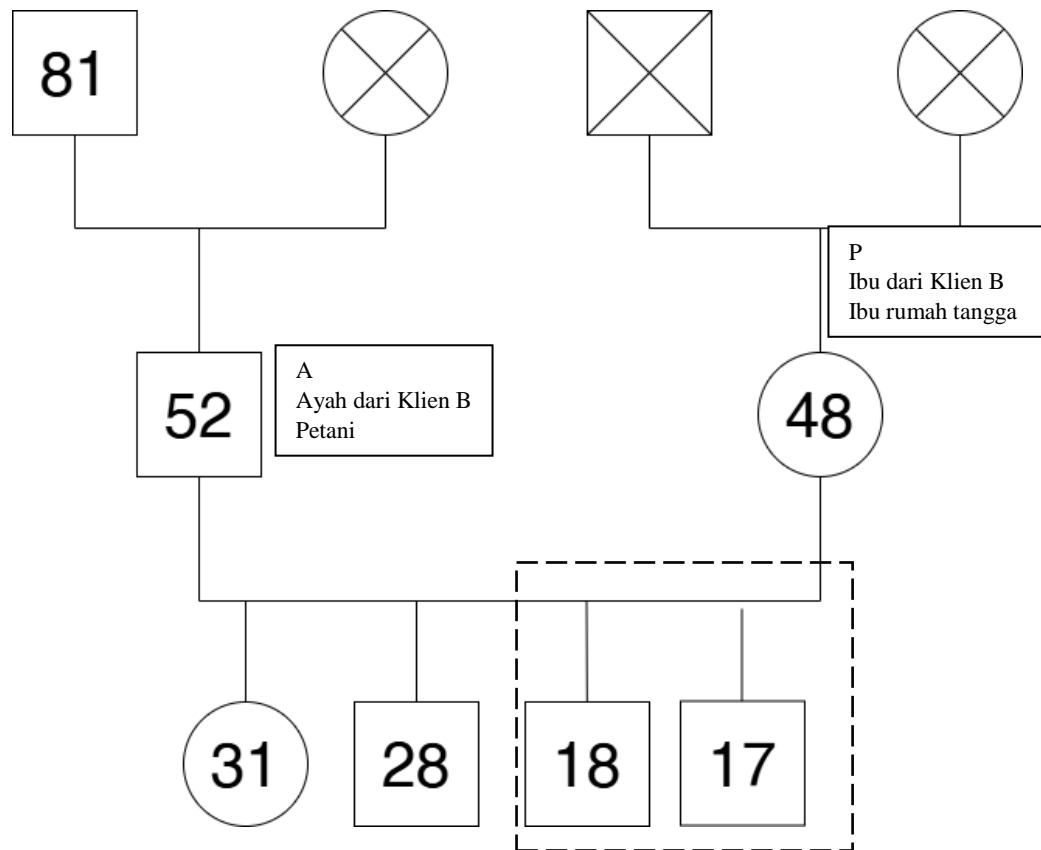 81
P
Ibu dari Klien B
Ibu rumah tangga
A
Ayah dari Klien B
Petani
52
48
31
28
18
17